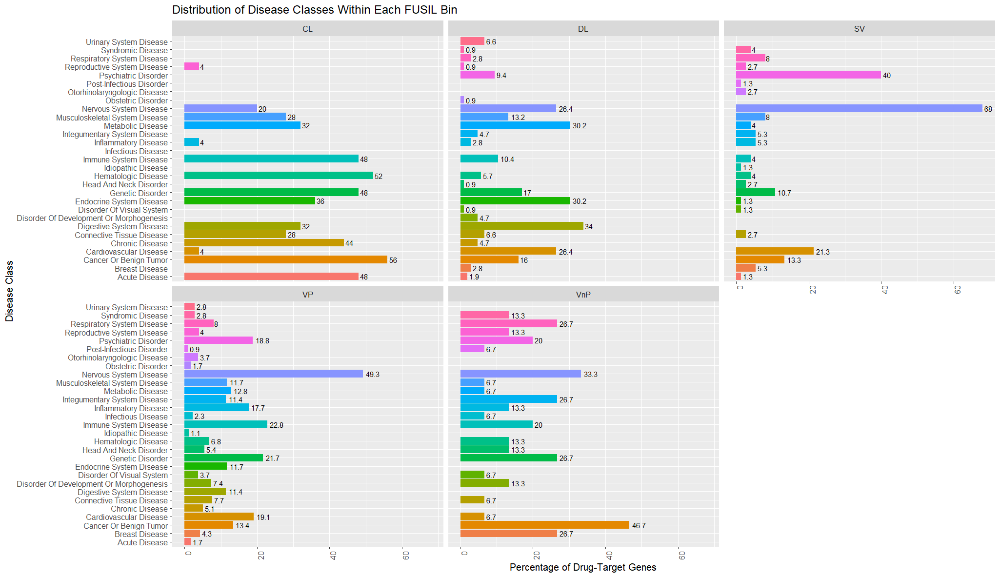 Distribution of Disease Classes Within Each FUSIL Bin
CL
DL
SV
Urinary System Disease 6.6
Syndromic Disease 0.9 4
Respiratory System Disease 2.8 8
Reproductive System Disease 4 0.9 2.7
Psychiatric Disorder 9.4 40
Post-Infectious Disorder 1.3
Otorhinolaryngologic Disease 2.7
Obstetric Disorder 0.9
Nervous System Disease 20 26.4 68
Musculoskeletal System Disease 28 13.2 8
Metabolic Disease 32 30.2 4
Integumentary System Disease 4.7 5.3
Inflammatory Disease 4 2.8 5.3
Infectious Disease
Immune System Disease 48 10.4 4
Idiopathic Disease 1.3
Hematologic Disease 52 5.7 4
Head And Neck Disorder 0.9 2.7
Genetic Disorder 48 17 10.7
Endocrine System Disease 36 30.2 1.3
Disorder Of Visual System 0.9 1.3
Disorder Of Development Or Morphogenesis 4.7
Digestive System Disease 32 34
Connective Tissue Disease 28 6.6 2.7
Chronic Disease 44 4.7
Cardiovascular Disease 4 26.4 21.3
Cancer Or Benign Tumor 56 16 13.3
Breast Disease 2.8 5.3
Acute Disease 48 1.9 1.3
0 20 40 60
Disease Class
VP
VnP
Urinary System Disease 2.8
Syndromic Disease 2.8 13.3
Respiratory System Disease 8 26.7
Reproductive System Disease 4 13.3
Psychiatric Disorder 18.8 20
Post-Infectious Disorder 0.9 6.7
Otorhinolaryngologic Disease 3.7
Obstetric Disorder 1.7
Nervous System Disease 49.3 33.3
Musculoskeletal System Disease 11.7 6.7
Metabolic Disease 12.8 6.7
Integumentary System Disease 11.4 26.7
Inflammatory Disease 17.7 13.3
Infectious Disease 2.3 6.7
Immune System Disease 22.8 20
Idiopathic Disease 1.1
Hematologic Disease 6.8 13.3
Head And Neck Disorder 5.4 13.3
Genetic Disorder 21.7 26.7
Endocrine System Disease 11.7
Disorder Of Visual System 3.7 6.7
Disorder Of Development Or Morphogenesis 7.4 13.3
Digestive System Disease 11.4
Connective Tissue Disease 7.7 6.7
Chronic Disease 5.1
Cardiovascular Disease 19.1 6.7
Cancer Or Benign Tumor 13.4 46.7
Breast Disease 4.3 26.7
Acute Disease 1.7
0 20 40 60 0 20 40 60
Percentage of Drug-Target Genes